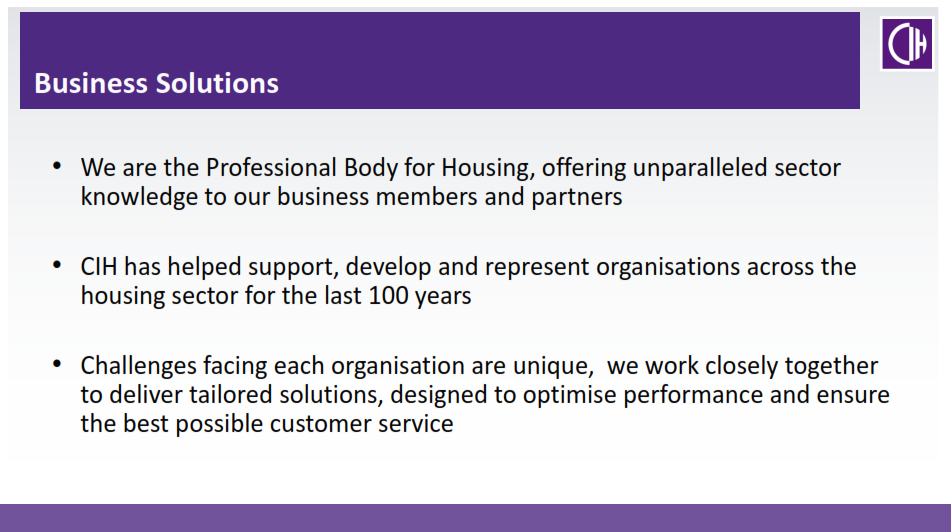 CIH
Business Solutions
• We are the Professional Body for Housing, offering unparalleled sector
knowledge to our business members and partners
• CIH has helped support, develop and represent organisations across the
housing sector for the last 100 years
• Challenges facing each organisation are unique,  we work closely together
to deliver tailored solutions, designed to optimise performance and ensure
the best possible customer service